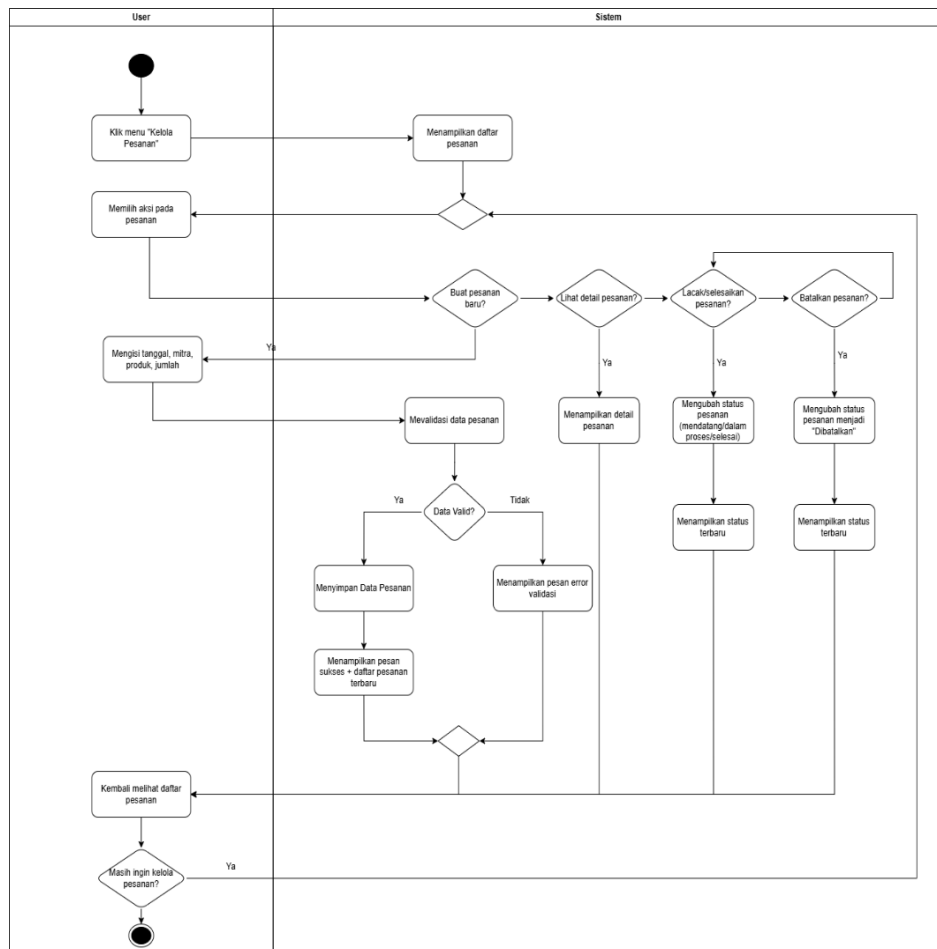 User
Sistem
Klik menu "Kelola
Pesanan"
Menampilkan daftar
pesanan
Memilih aksi pada
pesanan
Buat pesanan
baru?
Lihat detail pesanan?
Lacak/selesaikan
pesanan?
Batalkan pesanan?
Ya
Mengisi tanggal, mitra,
produk, jumlah
Ya
Ya
Ya
Mevalidasi data pesanan
Menampilkan detail
pesanan
Mengubah status
pesanan
(mendatang/dalam
proses/selesai)
Mengubah status
pesanan menjadi
"Dibatalkan"
Ya
Data Valid?
Tidak
Menampilkan status
terbaru
Menampilkan status
terbaru
Menyimpan Data Pesanan
Menampilkan pesan error
validasi
Menampilkan pesan
sukses + daftar pesanan
terbaru
Kembali melihat daftar
pesanan
Masih ingin kelola
pesanan?
Ya